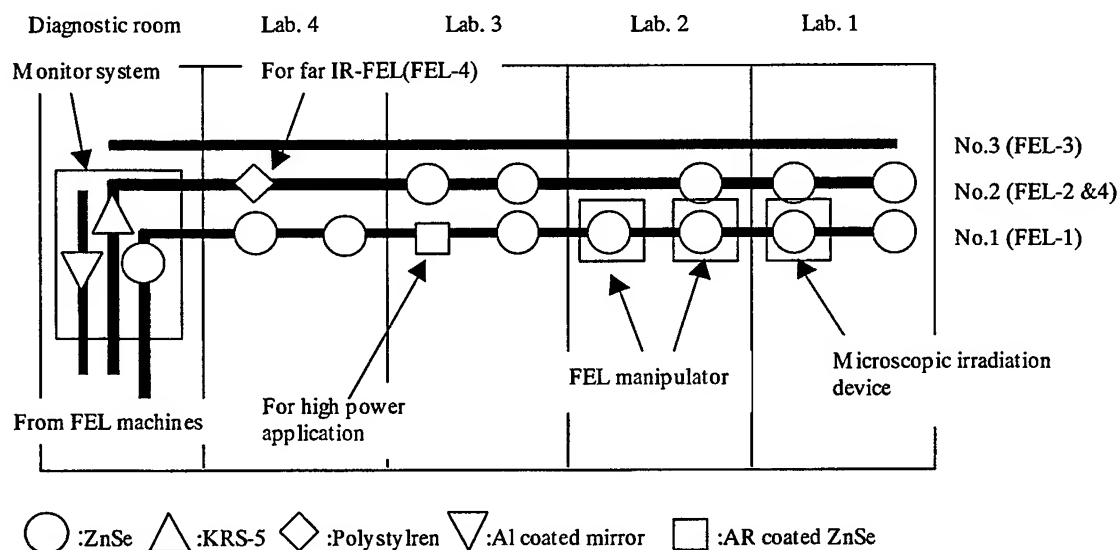 Diagnostic room Lab. 4 Lab. 3 Lab. 2 Lab. 1
Monitor system
For far IR-FEL(FEL-4)
No.3 (FEL-3)
No.2 (FEL-2 &4)
No.1 (FEL-1)
FEL manipulator
Microscopic irradiation
device
From FEL machines
For high power
application
:ZnSe :KRS-5 :Polystylren :Al coated mirror :AR coated ZnSe